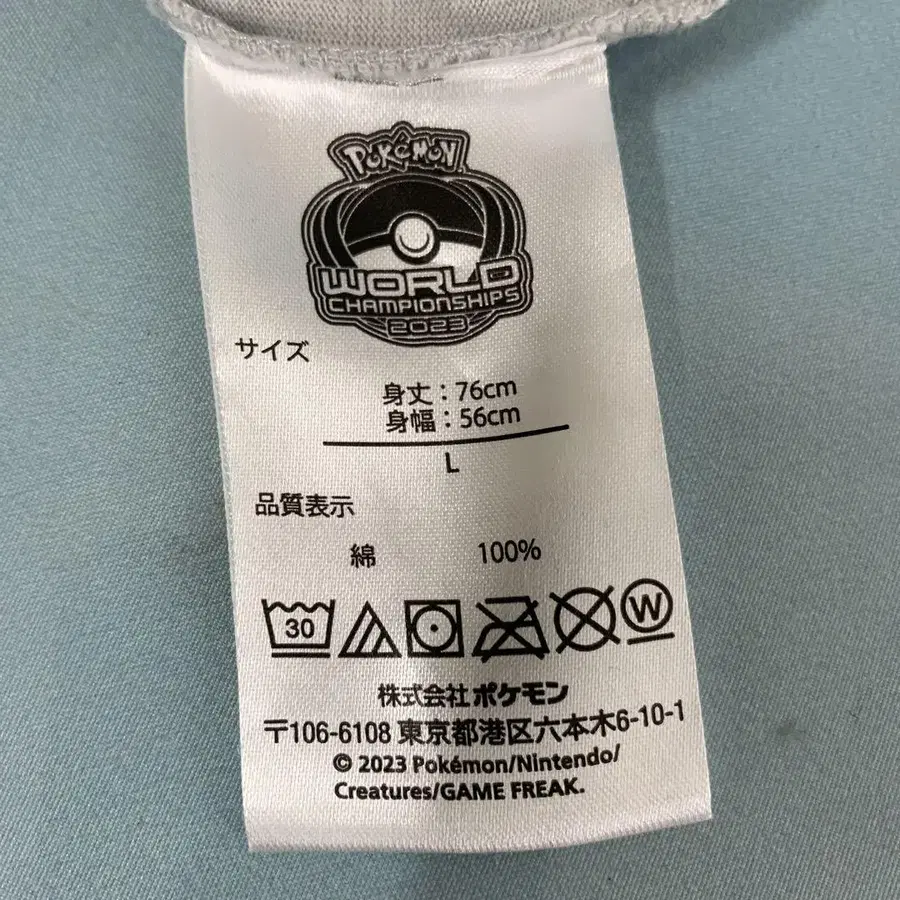 Pokémon
WORLD
CHAMPIONSHIPS
2023
サイズ
身丈：76cm
身幅：56cm
L
品質表示
綿 100%
30
W
株式会社ポケモン
〒106-6108 東京都港区六本木6-10-1
© 2023 Pokémon/Nintendo/
Creatures/GAME FREAK.